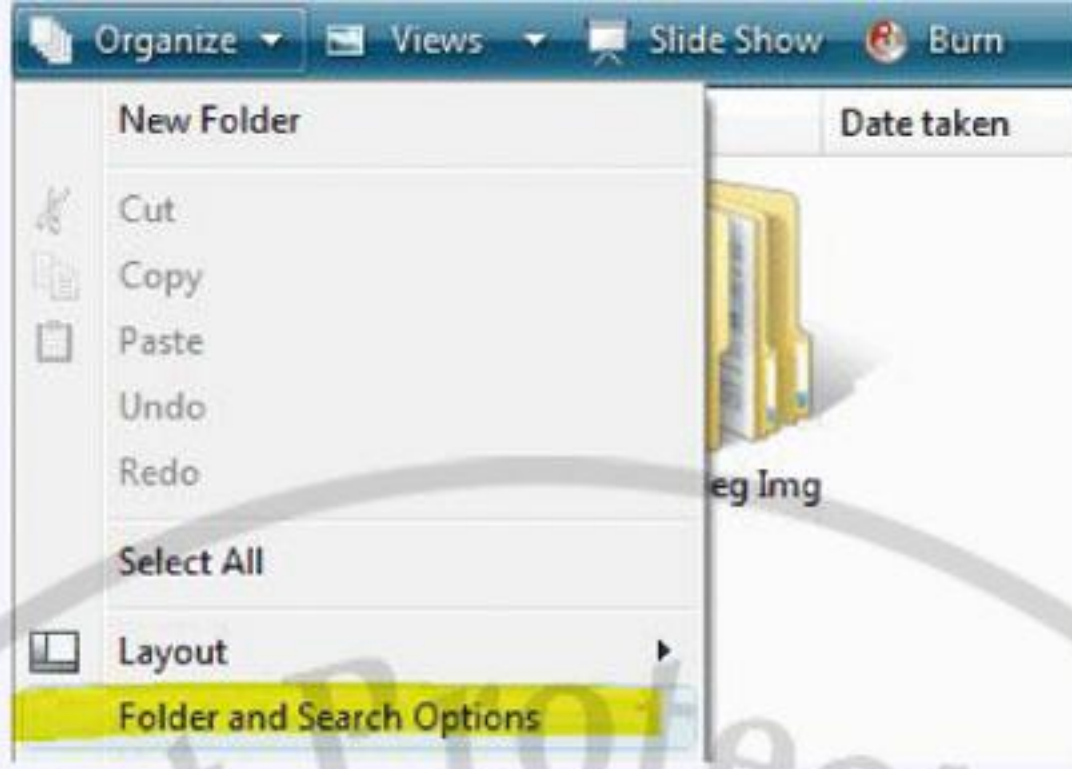 Organize Views Slide Show Burn
New Folder
Date taken
Cut
Copy
Paste
Undo
Redo
eg Img
Select All
Layout
Folder and Search Options